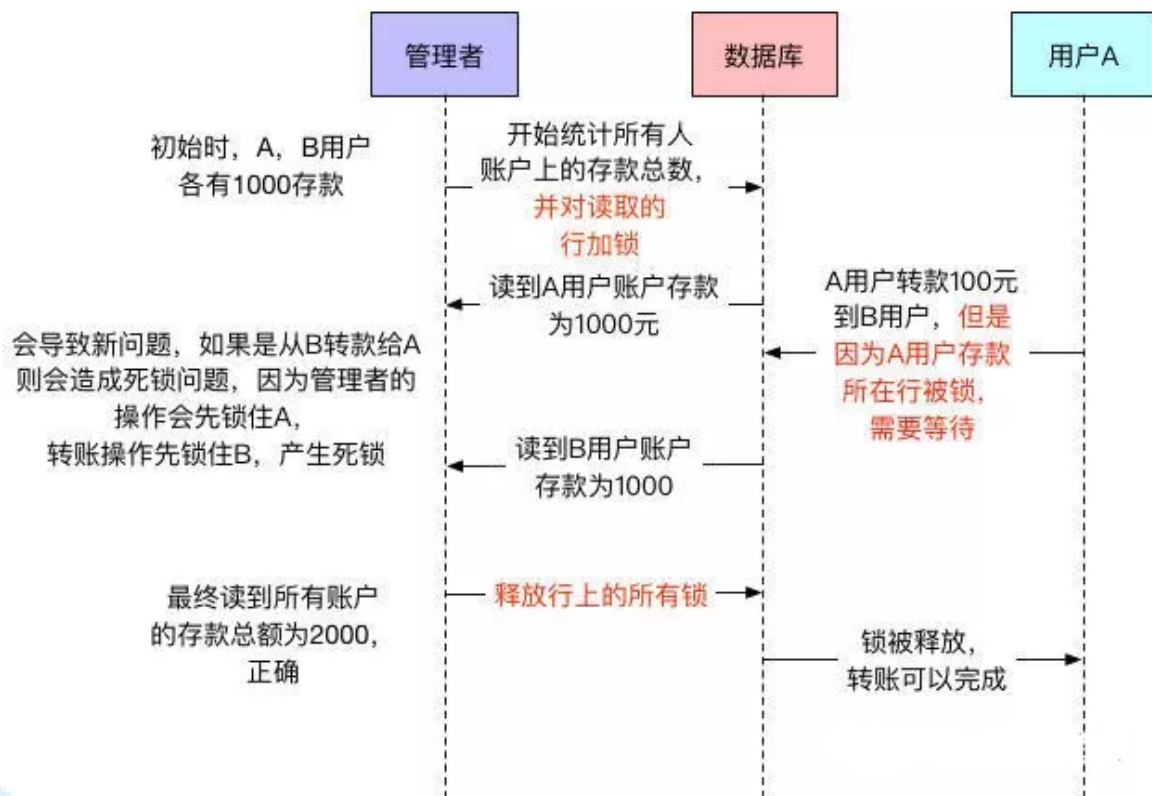 管理者
数据库
用户A
初始时，A，B用户
各有1000存款
开始统计所有人
账户上的存款总数，
并对读取的
行加锁
读到A用户账户存款
为1000元
A用户转款100元
到B用户，但是
因为A用户存款
所在行被锁，
需要等待
会导致新问题，如果是从B转款给A
则会造成死锁问题，因为管理者的
操作会先锁住A，
转账操作先锁住B，产生死锁
读到B用户账户
存款为1000
最终读到所有账户
的存款总额为2000，
正确
释放行上的所有锁
锁被释放，
转账可以完成